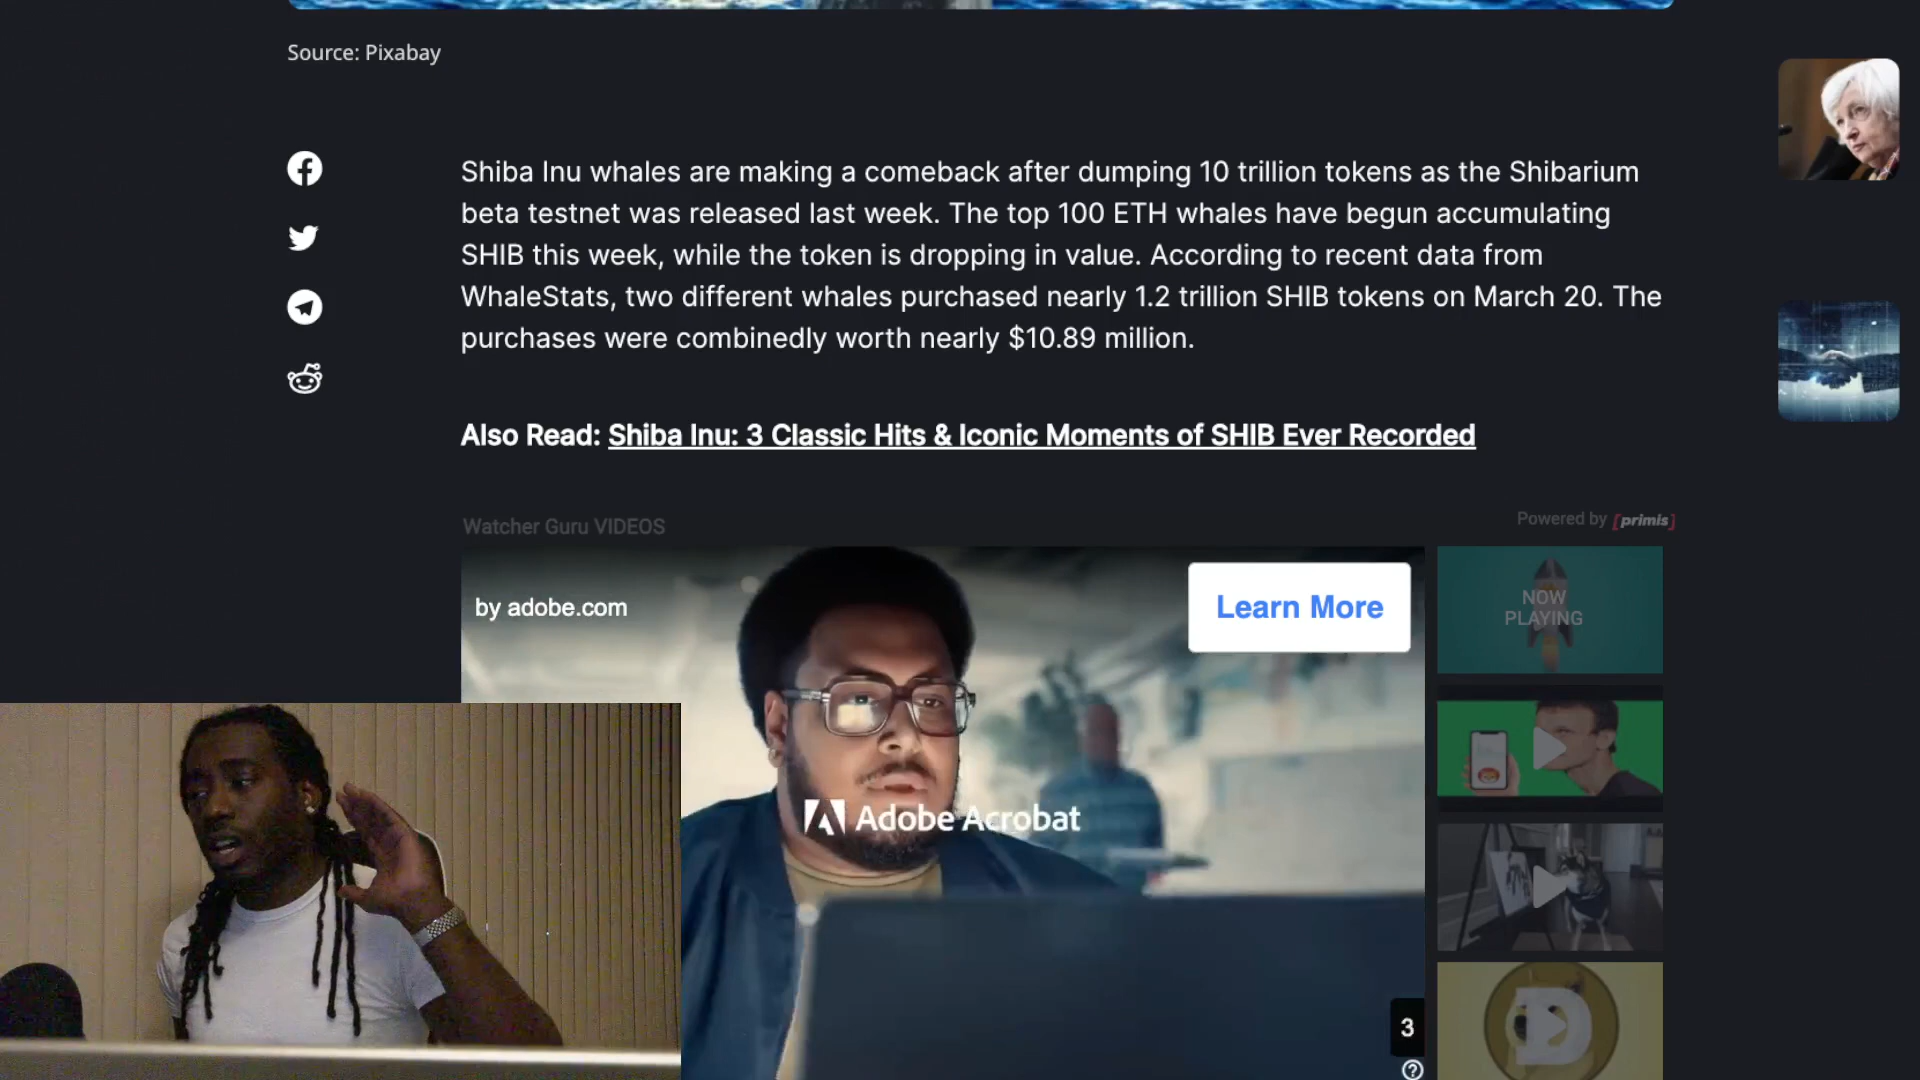 Source: Pixabay
Shiba Inu whales are making a comeback after dumping 10 trillion tokens as the Shibarium
beta testnet was released last week. The top 100 ETH whales have begun accumulating
SHIB this week, while the token is dropping in value. According to recent data from
WhaleStats, two different whales purchased nearly 1.2 trillion SHIB tokens on March 20. The
purchases were combinedly worth nearly $10.89 million.
Also Read: Shiba Inu: 3 Classic Hits & Iconic Moments of SHIB Ever Recorded
Watcher Guru VIDEOS
Powered by [primis]
by adobe.com
Learn More
NOW
PLAYING
Adobe Acrobat
3